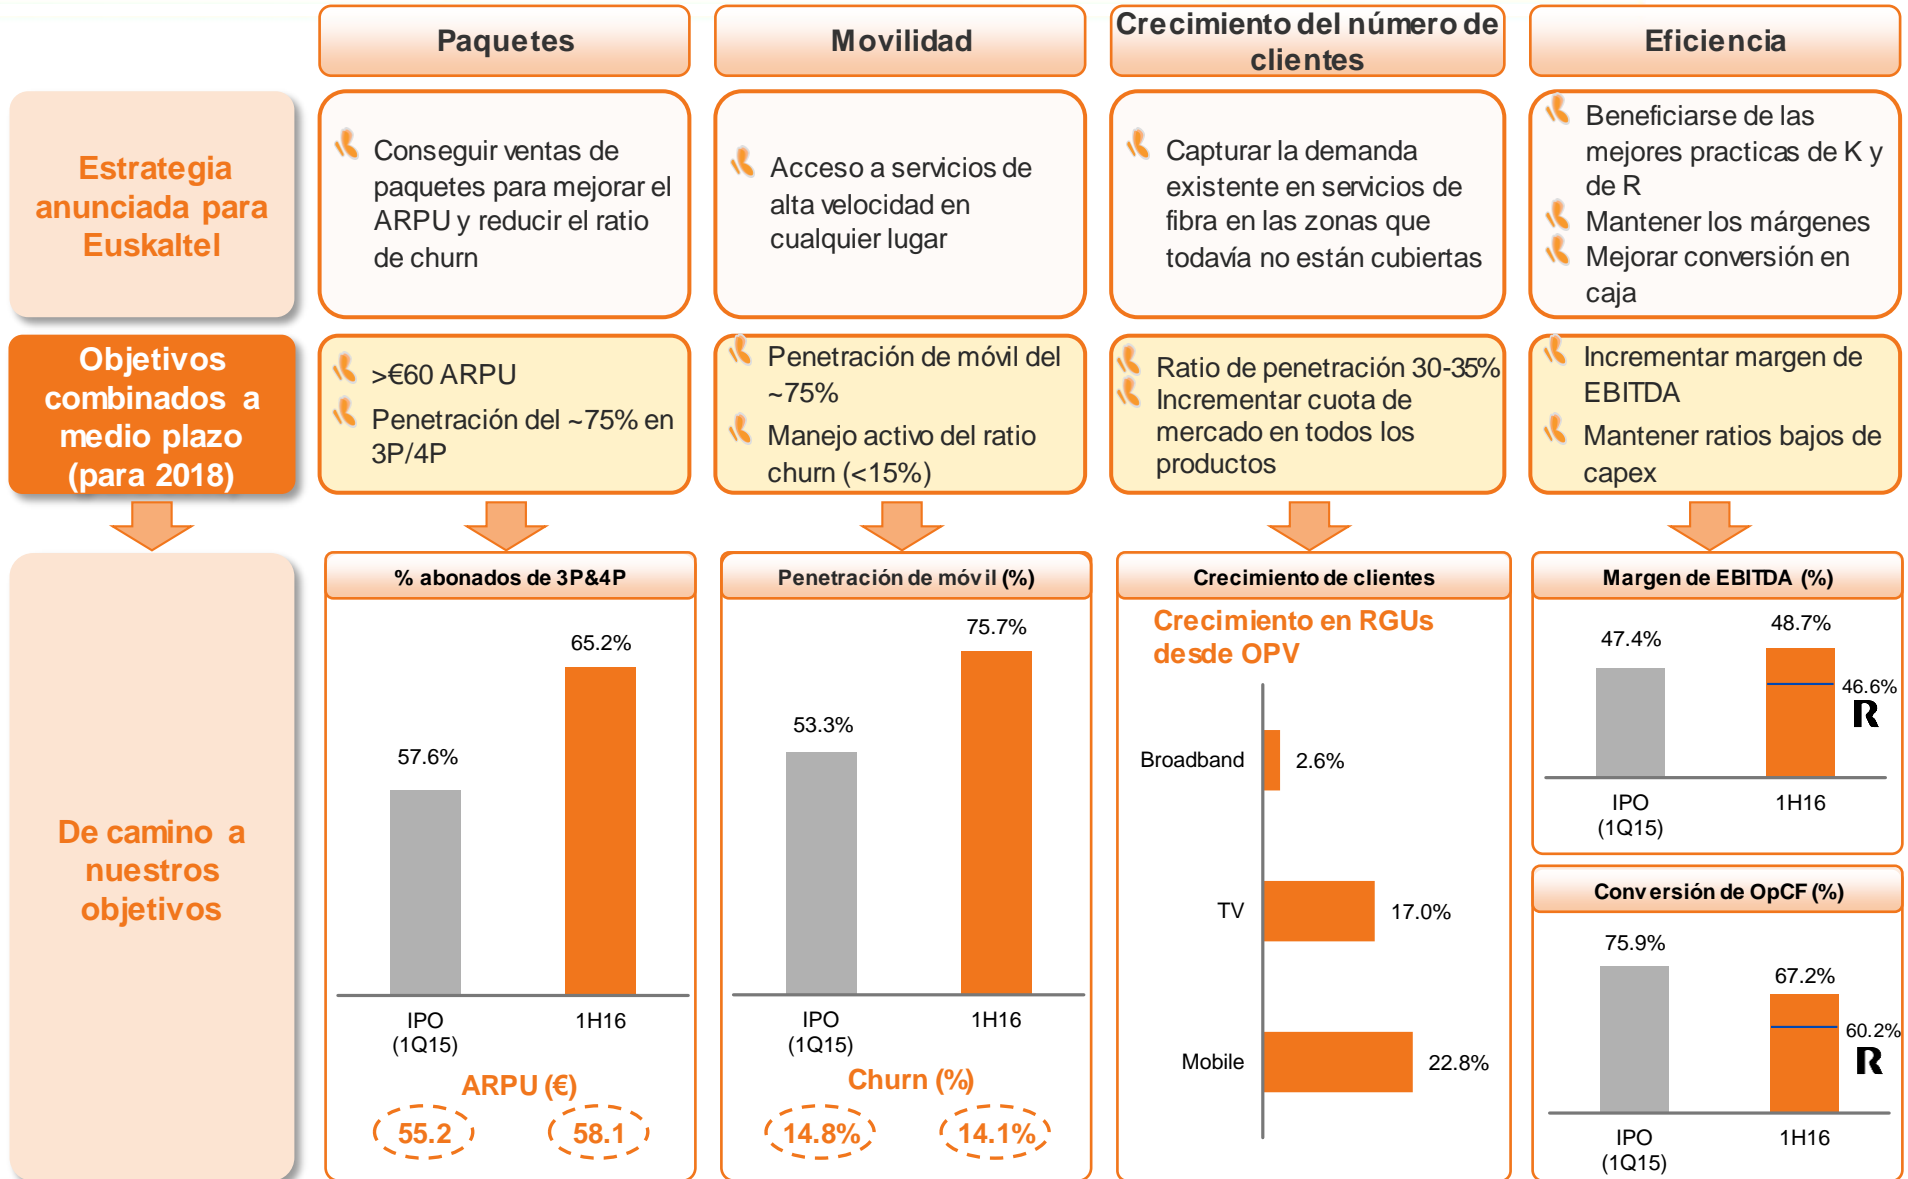 Paquetes
Movilidad
Crecimiento del número de
clientes
Eficiencia
Estrategia
anunciada para
Euskaltel
Conseguir ventas de
paquetes para mejorar el
ARPU y reducir el ratio
de churn
Acceso a servicios de
alta velocidad en
cualquier lugar
Capturar la demanda
existente en servicios de
fibra en las zonas que
todavía no están cubiertas
Beneficiarse de las
mejores practicas de K y
de R
Mantener los márgenes
Mejorar conversión en
caja
Objetivos
combinados a
medio plazo
(para 2018)
>€60 ARPU
Penetración del ~75% en
3P/4P
Penetración de móvil del
~75%
Manejo activo del ratio
churn (<15%)
Ratio de penetración 30-35%
Incrementar cuota de
mercado en todos los
productos
Incrementar margen de
EBITDA
Mantener ratios bajos de
capex
De camino a
nuestros
objetivos
% abonados de 3P&4P
57.6%
65.2%
IPO
(1Q15)
1H16
ARPU (€)
55.2
58.1
Penetración de móvil (%)
53.3%
75.7%
IPO
(1Q15)
1H16
Churn (%)
14.8%
14.1%
Crecimiento de clientes
Crecimiento en RGUs
desde OPV
Broadband
2.6%
TV
17.0%
Mobile
22.8%
Margen de EBITDA (%)
47.4%
48.7%
46.6%
R
IPO
(1Q15)
1H16
Conversión de OpCF (%)
75.9%
67.2%
60.2%
R
IPO
(1Q15)
1H16